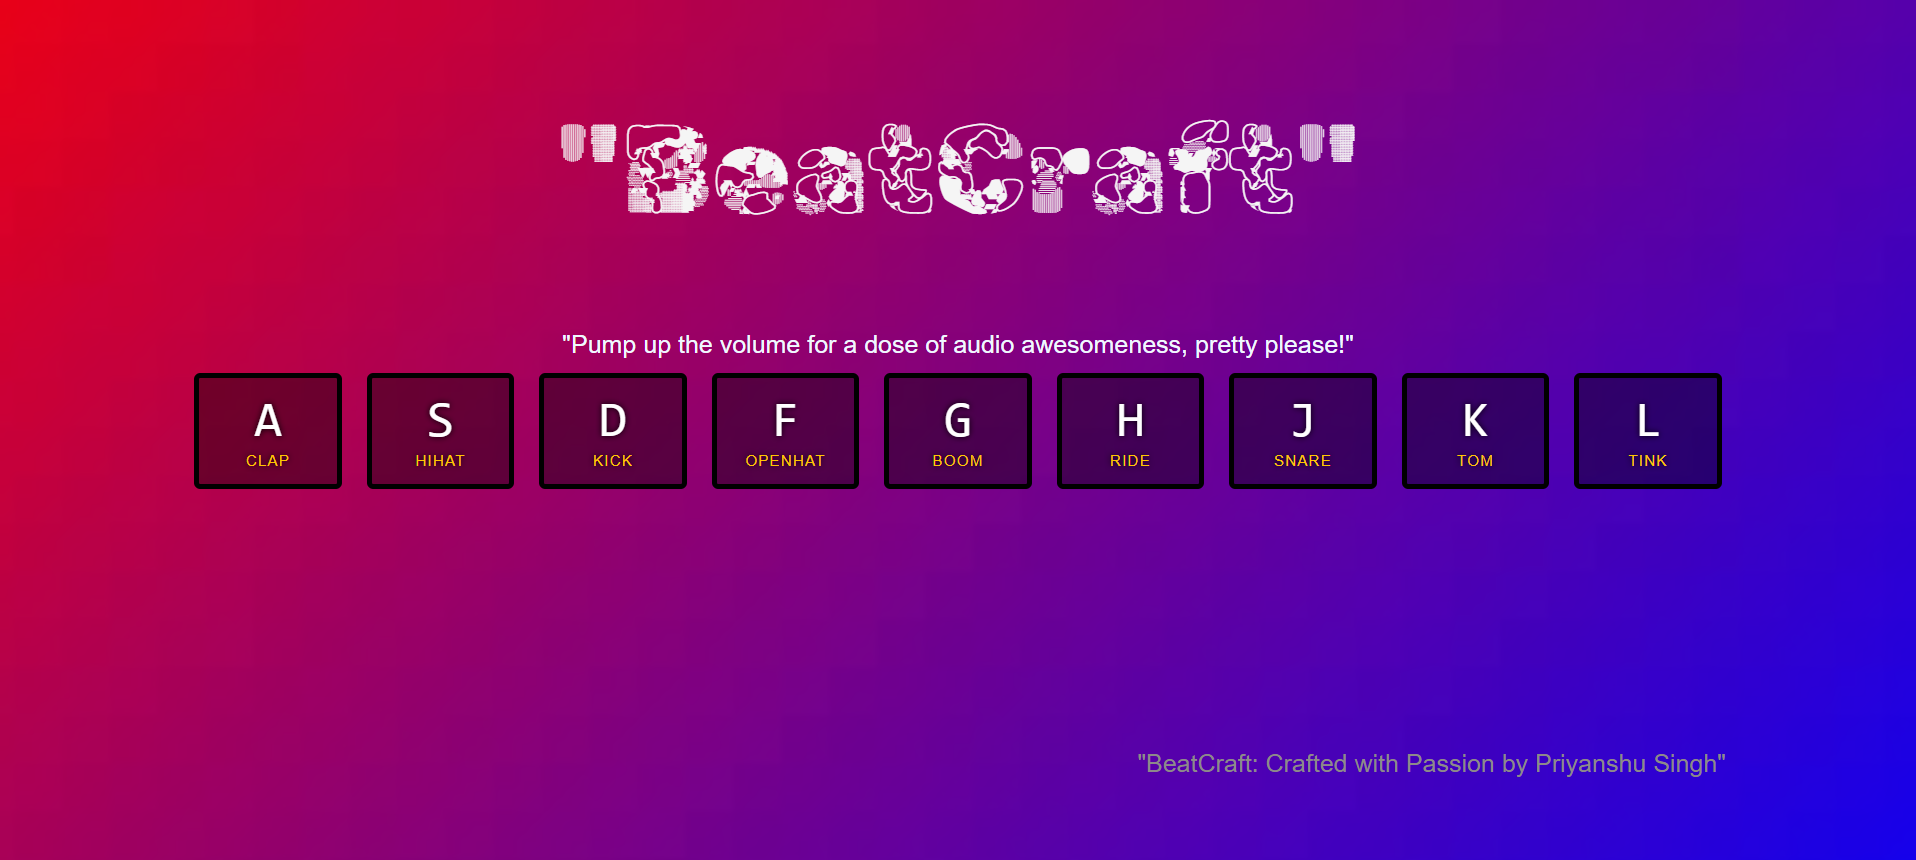 "BeatCraft"
"Pump up the volume for a dose of audio awesomeness, pretty please!"
A S D F G H J K L
CLAP HIHAT KICK OPENHAT BOOM RIDE SNARE TOM TINK
"BeatCraft: Crafted with Passion by Priyanshu Singh"